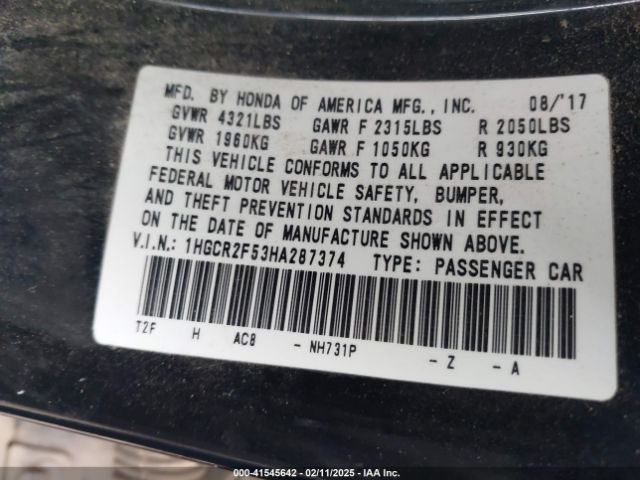 MFD. BY HONDA OF AMERICA MFG., INC. 08/'17
GVWR 4321LBS GAWR F 2315LBS R 2050LBS
GVWR 1960KG GAWR F 1050KG R 930KG
THIS VEHICLE CONFORMS TO ALL APPLICABLE
FEDERAL MOTOR VEHICLE SAFETY, BUMPER,
AND THEFT PREVENTION STANDARDS IN EFFECT
ON THE DATE OF MANUFACTURE SHOWN ABOVE.
V.I.N.: 1HGCR2F53HA287374 TYPE: PASSENGER CAR
T2F H AC8 - NH731P - Z - A
© - 41545642 - 02/11/2025 - IAA Inc.